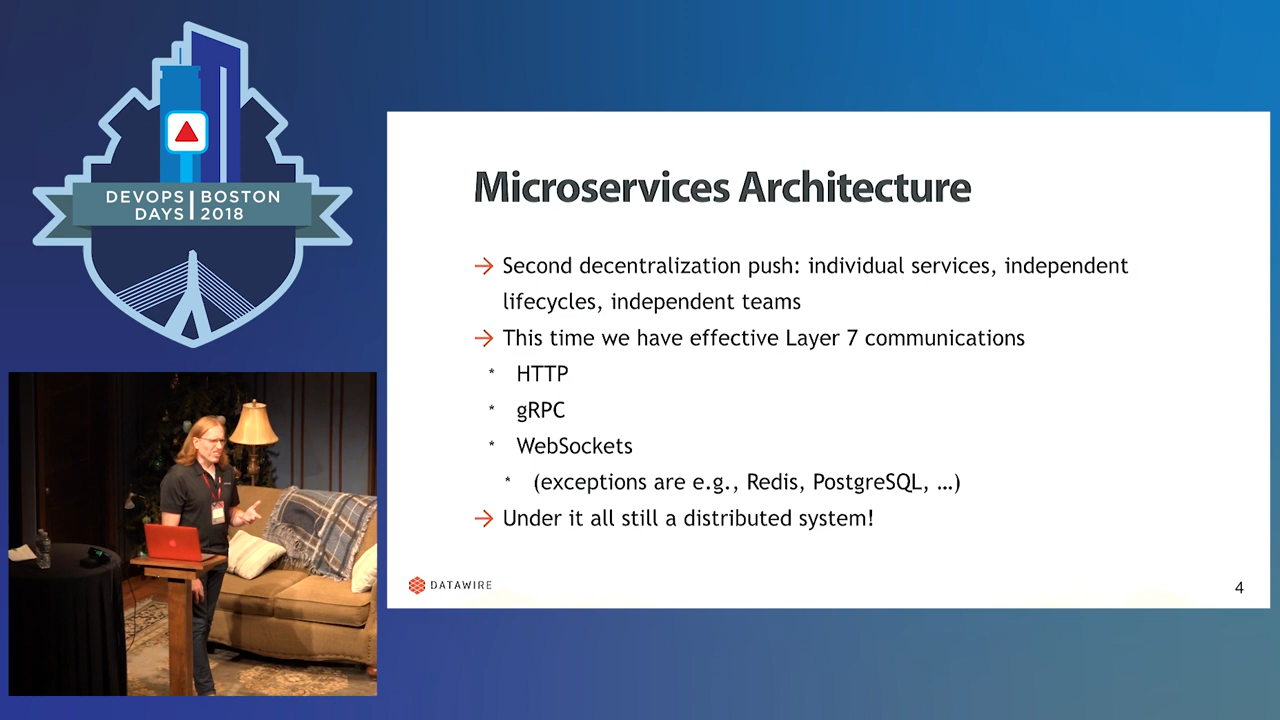 DEVOPS BOSTON
DAYS 2018
Microservices Architecture
→ Second decentralization push: individual services, independent
lifecycles, independent teams
→ This time we have effective Layer 7 communications
* HTTP
* gRPC
* WebSockets
* (exceptions are e.g., Redis, PostgreSQL, …)
→ Under it all still a distributed system!
DATAWIRE
4